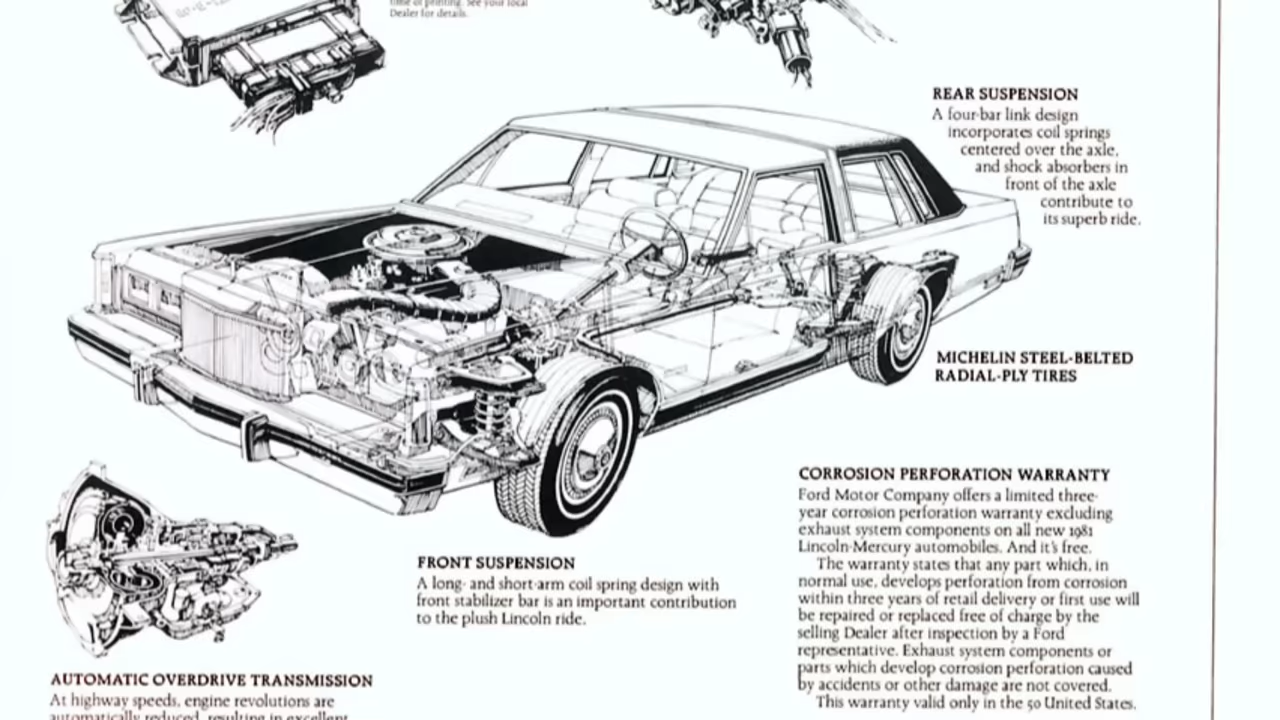 time of printing. See your local
Dealer for details.
REAR SUSPENSION
A four-bar link design
incorporates coil springs
centered over the axle,
and shock absorbers in
front of the axle
contribute to
its superb ride.
MICHELIN STEEL-BELTED
RADIAL-PLY TIRES
CORROSION PERFORATION WARRANTY
Ford Motor Company offers a limited three-
year corrosion perforation warranty excluding
exhaust system components on all new 1981
Lincoln-Mercury automobiles. And it's free.
The warranty states that any part which, in
normal use, develops perforation from corrosion
within three years of retail delivery or first use will
be repaired or replaced free of charge by the
selling Dealer after inspection by a Ford
representative. Exhaust system components or
parts which develop corrosion perforation caused
by accidents or other damage are not covered.
This warranty valid only in the 50 United States.
FRONT SUSPENSION
A long- and short-arm coil spring design with
front stabilizer bar is an important contribution
to the plush Lincoln ride.
AUTOMATIC OVERDRIVE TRANSMISSION
At highway speeds, engine revolutions are
automatically reduced, resulting in excellent